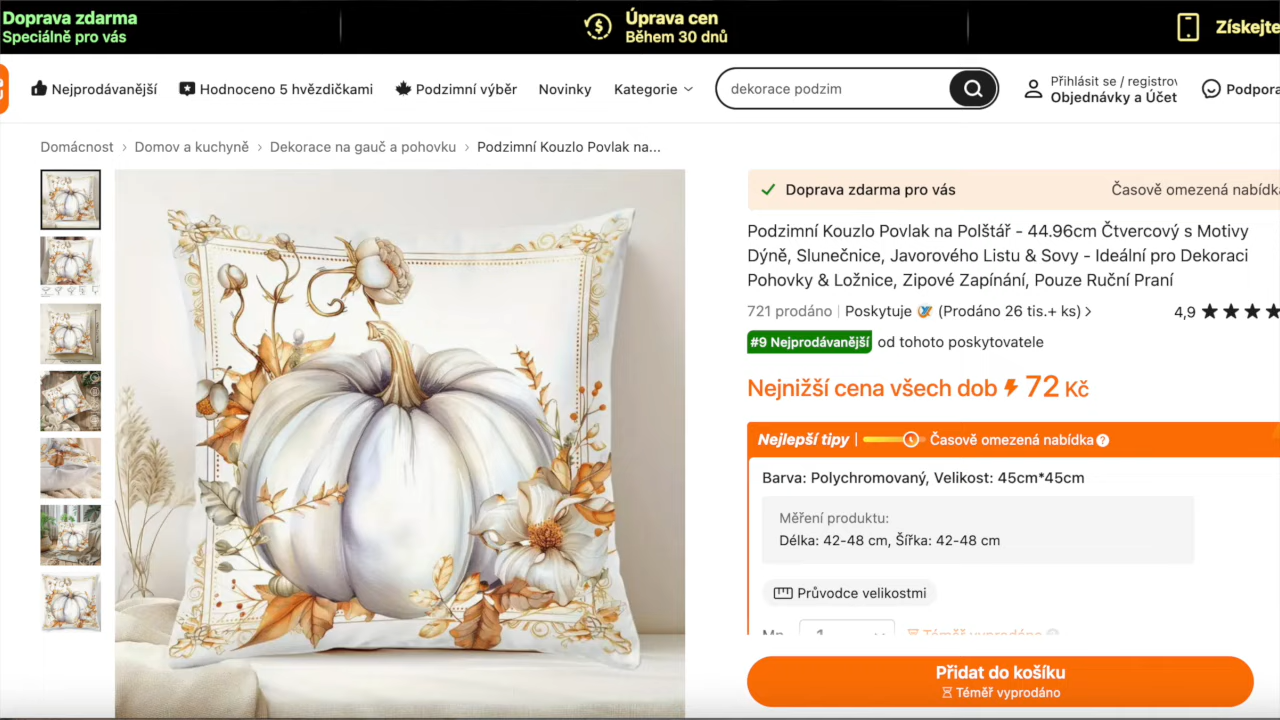 Doprava zdarma
Speciálně pro vás
Úprava cen
Během 30 dnů
Získejte
Nejprodávanější
Hodnoceno 5 hvězdičkami
Podzimní výběr
Novinky
Kategorie
dekorace podzim
Přihlásit se / registrov
Objednávky a Účet
Podpora
Domácnost › Domov a kuchyně › Dekorace na gauč a pohovku › Podzimní Kouzlo Povlak na...
Doprava zdarma pro vás
Časově omezená nabídka
Podzimní Kouzlo Povlak na Polštář - 44.96cm Čtvercový s Motivy
Dýně, Slunečnice, Javorového Listu & Sovy - Ideální pro Dekoraci
Pohovky & Ložnice, Zipové Zapínání, Pouze Ruční Praní
721 prodáno | Poskytuje (Prodáno 26 tis.+ ks) >
4,9
#9 Nejprodávanější od tohoto poskytovatele
Nejnižší cena všech dob 72 Kč
Nejlepší tipy | Časově omezená nabídka ?
Barva: Polychromovaný, Velikost: 45cm*45cm
Měření produktu:
Délka: 42-48 cm, Šířka: 42-48 cm
Průvodce velikostmi
1
Téměř vyprodáno
Přidat do košíku
Téměř vyprodáno